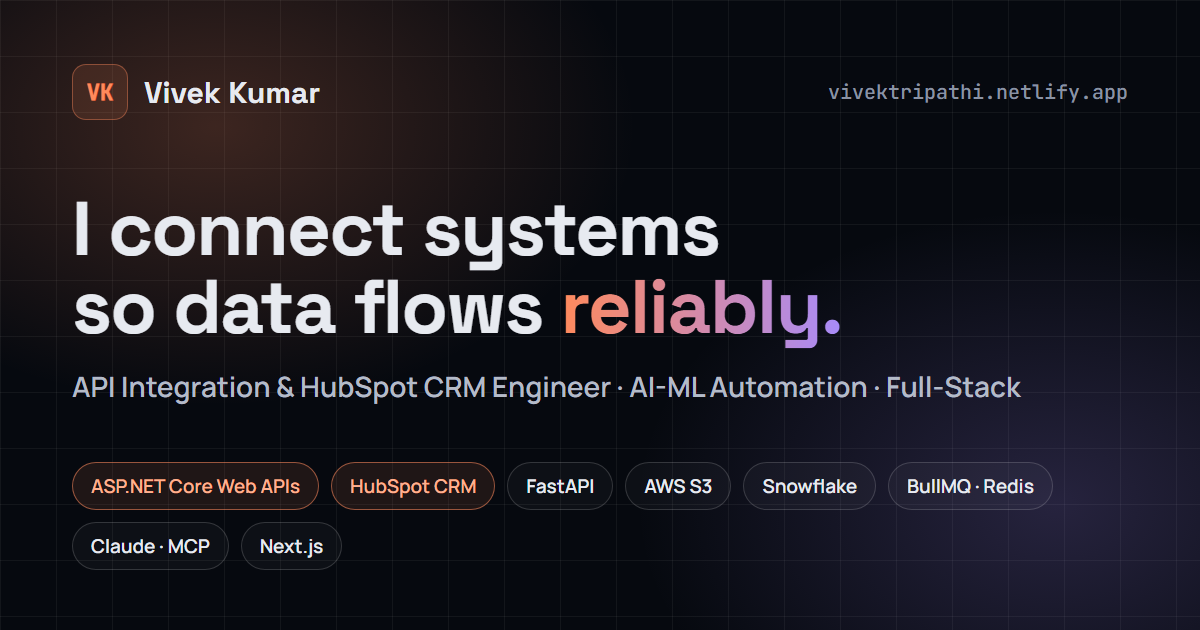 VK Vivek Kumar vivektripathi.netlify.app
I connect systems
so data flows reliably.
API Integration & HubSpot CRM Engineer · AI-ML Automation · Full-Stack
ASP.NET Core Web APIs HubSpot CRM FastAPI AWS S3 Snowflake BullMQ · Redis
Claude · MCP Next.js